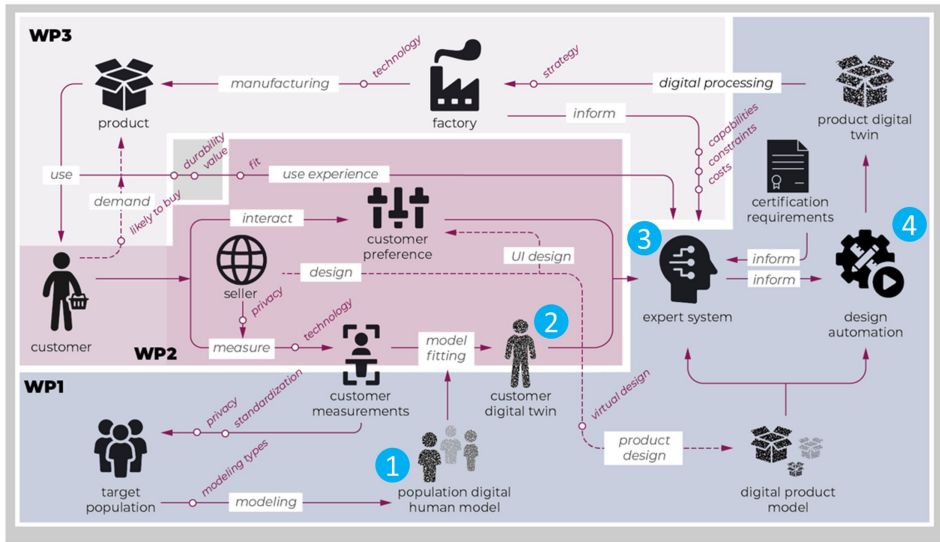 WP3
technology
strategy
manufacturing
digital processing
product
factory
inform
product digital
twin
capabilities
constraints
costs
durability
value
fit
use
use experience
demand
likely to buy
certification
requirements
interact
customer
preference
3
4
seller
design
UI design
inform
inform
privacy
technology
expert system
design
automation
customer
WP2
measure
model
fitting
2
WP1
customer
measurements
customer
digital twin
virtual design
privacy
standardization
modeling types
1
product
design
target
population
modeling
population digital
human model
digital product
model